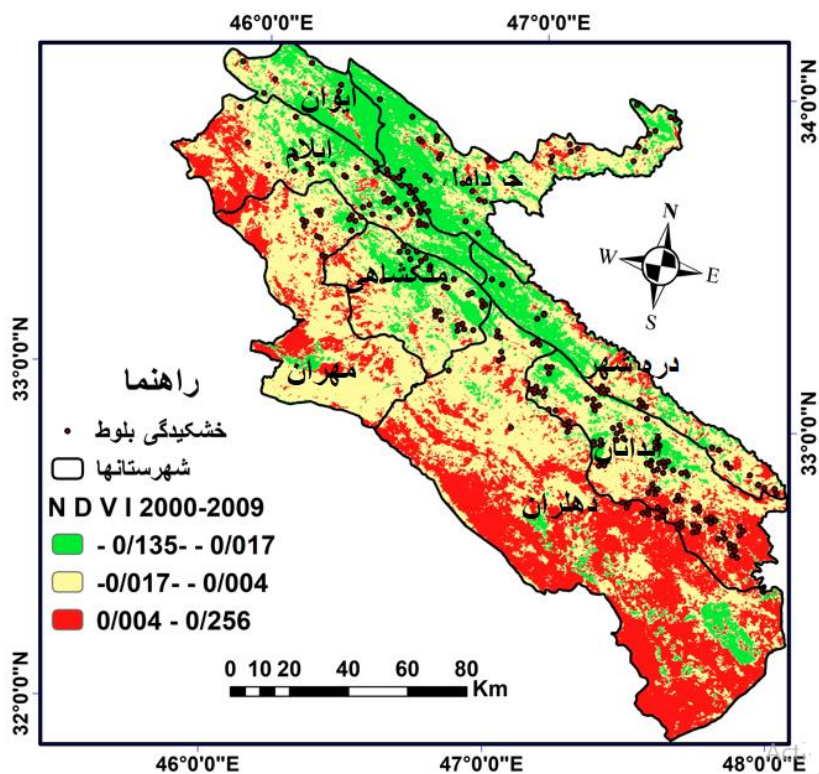 46°0'0"E 47°0'0"E
34°0'0"N
33°0'0"N
33°0'0"N
32°0'0"N
46°0'0"E 47°0'0"E 48°0'0"E
N
W E
S
ایوان
ایلام
ملکشاهی
مهران
دره شهر
آبدانان
دهلران
راهنما
خشکیدگی بلوط
شهرستانها
N D V I 2000-2009
- 0/135- - 0/017
-0/017- - 0/004
0/004 - 0/256
0 10 20 40 60 80
Km